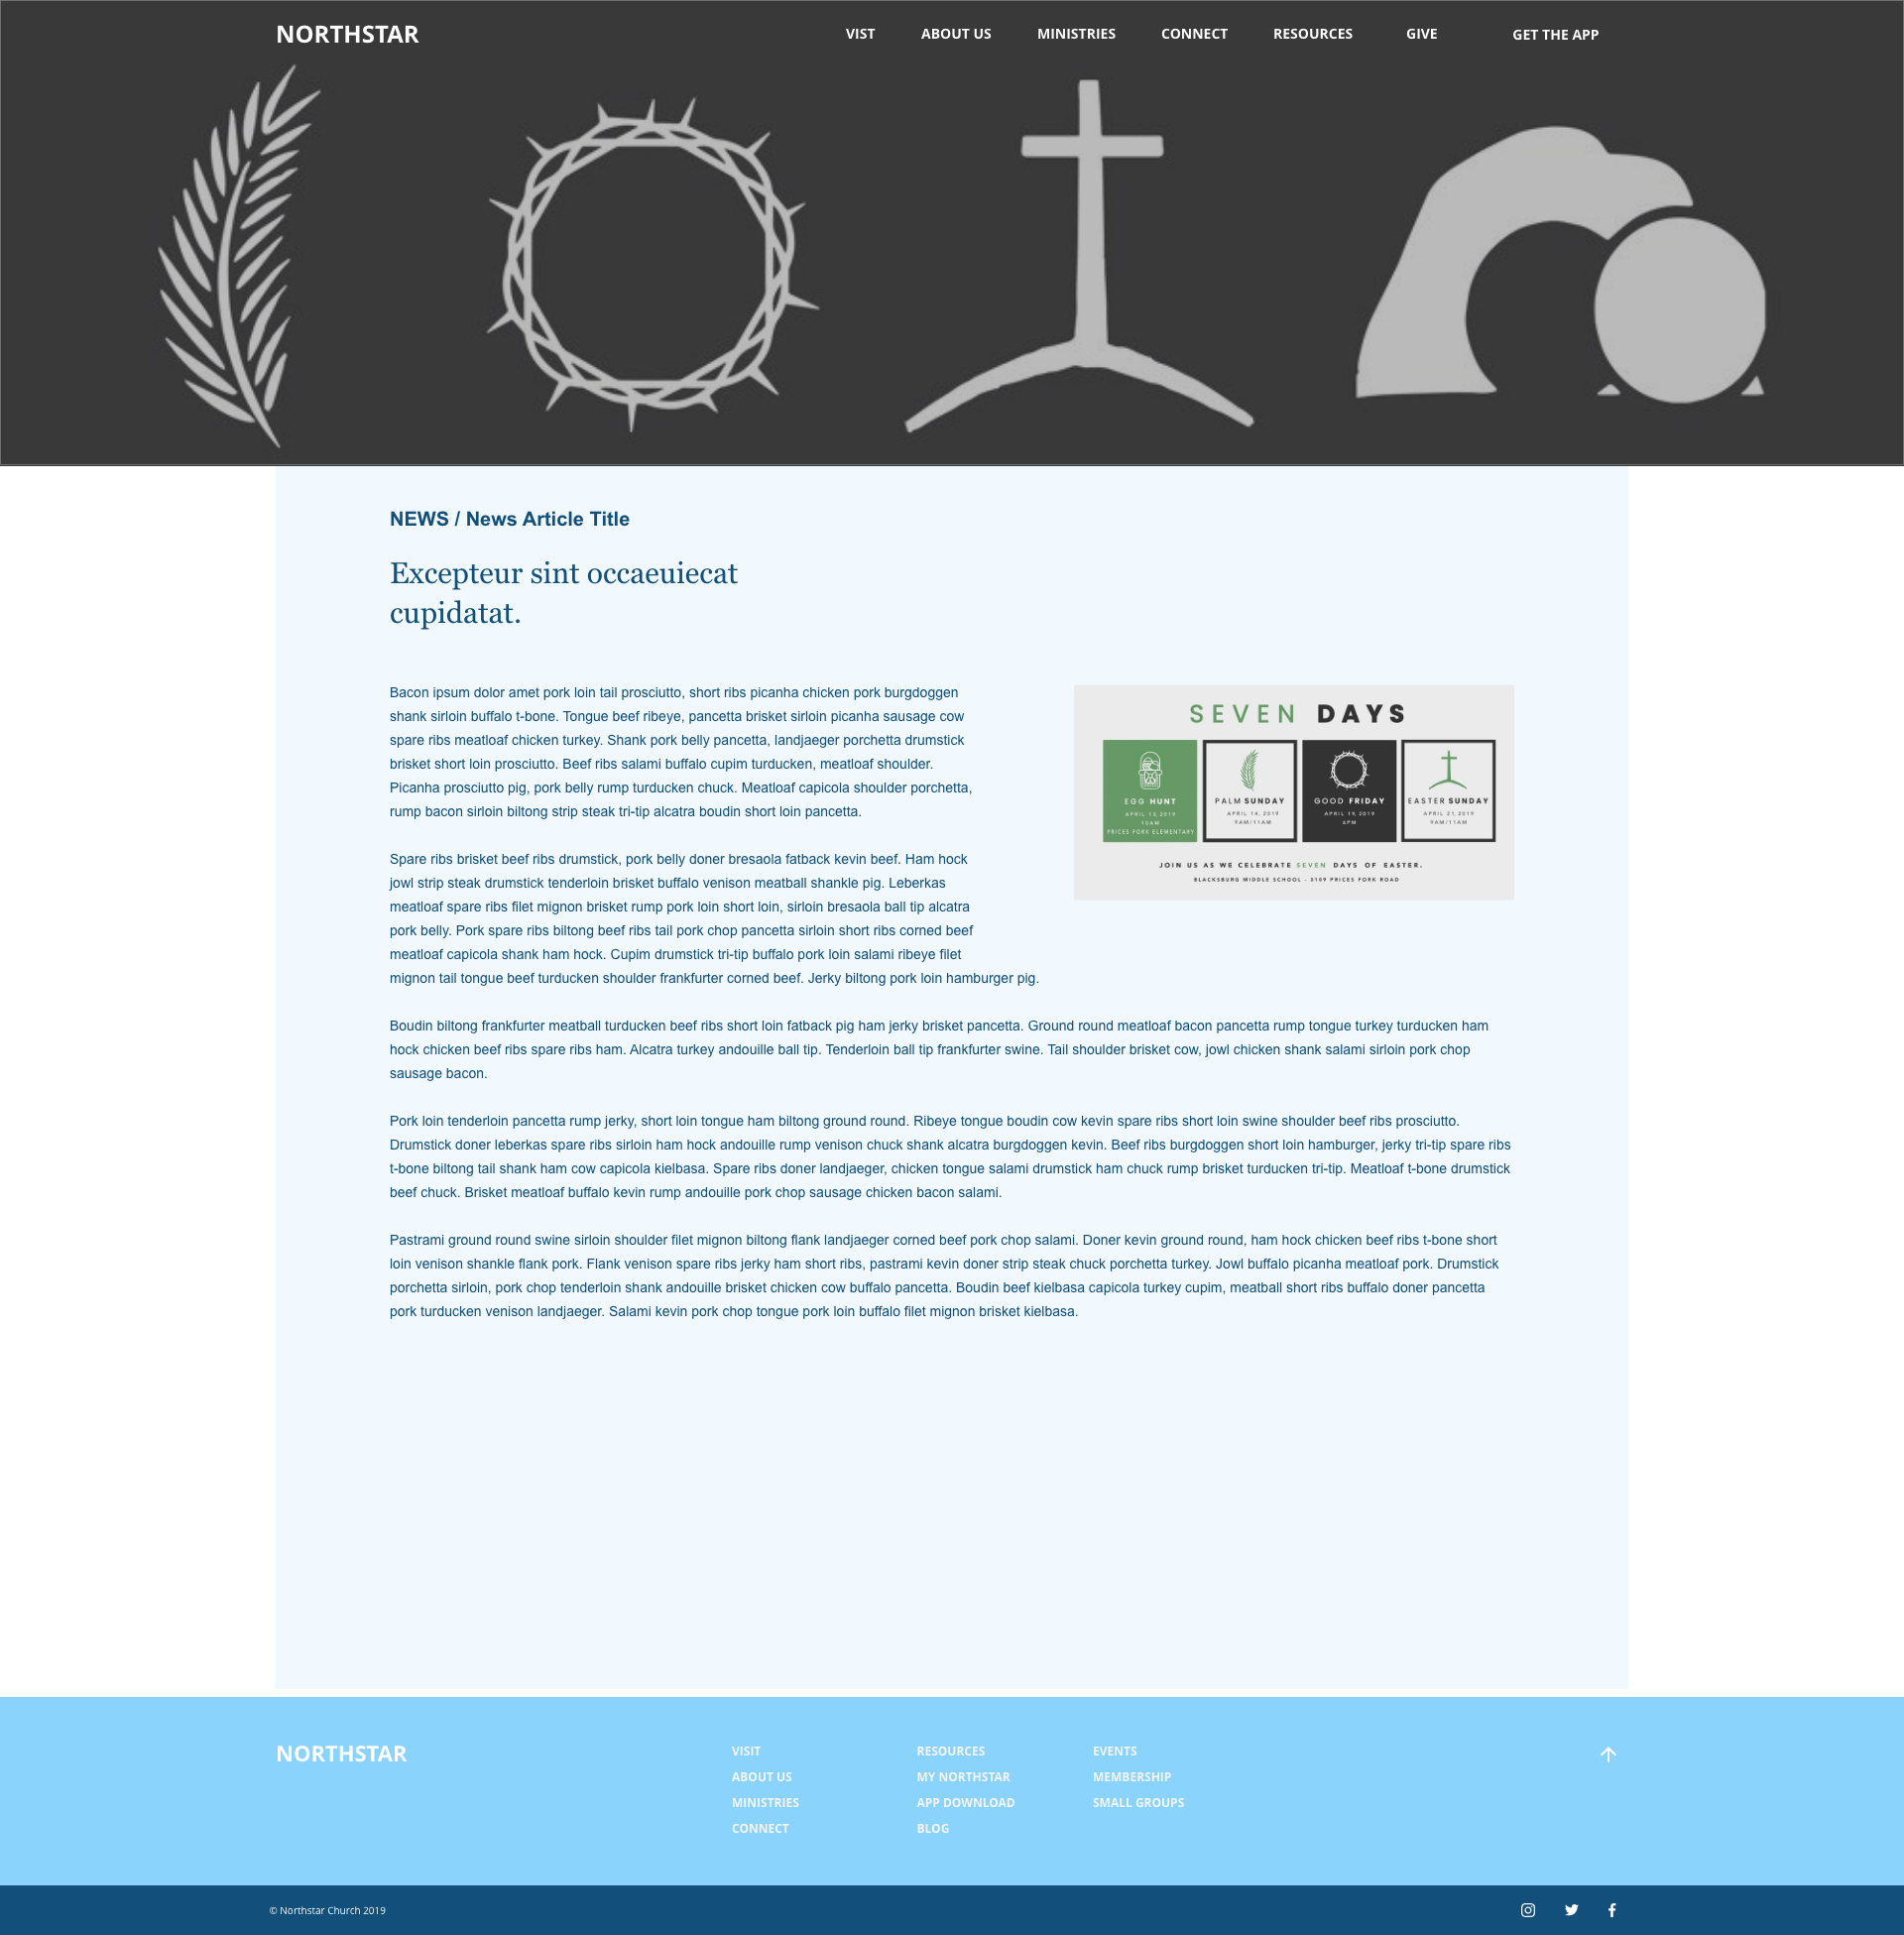 NORTHSTAR
VIST ABOUT US MINISTRIES CONNECT RESOURCES GIVE GET THE APP
NEWS / News Article Title
Excepteur sint occaeuiecat
cupidatat.
Bacon ipsum dolor amet pork loin tail prosciutto, short ribs picanha chicken pork burgdoggen
shank sirloin buffalo t-bone. Tongue beef ribeye, pancetta brisket sirloin picanha sausage cow
spare ribs meatloaf chicken turkey. Shank pork belly pancetta, landjaeger porchetta drumstick
brisket short loin prosciutto. Beef ribs salami buffalo cupim turducken, meatloaf shoulder.
Picanha prosciutto pig, pork belly rump turducken chuck. Meatloaf capicola shoulder porchetta,
rump bacon sirloin biltong strip steak tri-tip alcatra boudin short loin pancetta.
Spare ribs brisket beef ribs drumstick, pork belly doner bresaola fatback kevin beef. Ham hock
jowl strip steak drumstick tenderloin brisket buffalo venison meatball shankle pig. Leberkas
meatloaf spare ribs filet mignon brisket rump pork loin short loin, sirloin bresaola ball tip alcatra
pork belly. Pork spare ribs biltong beef ribs tail pork chop pancetta sirloin short ribs corned beef
meatloaf capicola shank ham hock. Cupim drumstick tri-tip buffalo pork loin salami ribeye filet
mignon tail tongue beef turducken shoulder frankfurter corned beef. Jerky biltong pork loin hamburger pig.
SEVEN DAYS
EGG HUNT
APRIL 13, 2019
10AM
PRICES FORK ELEMENTARY
PALM SUNDAY
APRIL 14, 2019
9AM/11AM
GOOD FRIDAY
APRIL 19, 2019
6PM
EASTER SUNDAY
APRIL 21, 2019
9AM/11AM
JOIN US AS WE CELEBRATE SEVEN DAYS OF EASTER.
BLACKSBURG MIDDLE SCHOOL - 3109 PRICES FORK ROAD
Boudin biltong frankfurter meatball turducken beef ribs short loin fatback pig ham jerky brisket pancetta. Ground round meatloaf bacon pancetta rump tongue turkey turducken ham
hock chicken beef ribs spare ribs ham. Alcatra turkey andouille ball tip. Tenderloin ball tip frankfurter swine. Tail shoulder brisket cow, jowl chicken shank salami sirloin pork chop
sausage bacon.
Pork loin tenderloin pancetta rump jerky, short loin tongue ham biltong ground round. Ribeye tongue boudin cow kevin spare ribs short loin swine shoulder beef ribs prosciutto.
Drumstick doner leberkas spare ribs sirloin ham hock andouille rump venison chuck shank alcatra burgdoggen kevin. Beef ribs burgdoggen short loin hamburger, jerky tri-tip spare ribs
t-bone biltong tail shank ham cow capicola kielbasa. Spare ribs doner landjaeger, chicken tongue salami drumstick ham chuck rump brisket turducken tri-tip. Meatloaf t-bone drumstick
beef chuck. Brisket meatloaf buffalo kevin rump andouille pork chop sausage chicken bacon salami.
Pastrami ground round swine sirloin shoulder filet mignon biltong flank landjaeger corned beef pork chop salami. Doner kevin ground round, ham hock chicken beef ribs t-bone short
loin venison shankle flank pork. Flank venison spare ribs jerky ham short ribs, pastrami kevin doner strip steak chuck porchetta turkey. Jowl buffalo picanha meatloaf pork. Drumstick
porchetta sirloin, pork chop tenderloin shank andouille brisket chicken cow buffalo pancetta. Boudin beef kielbasa capicola turkey cupim, meatball short ribs buffalo doner pancetta
pork turducken venison landjaeger. Salami kevin pork chop tongue pork loin buffalo filet mignon brisket kielbasa.
NORTHSTAR
VISIT
ABOUT US
MINISTRIES
CONNECT
RESOURCES
MY NORTHSTAR
APP DOWNLOAD
BLOG
EVENTS
MEMBERSHIP
SMALL GROUPS
© Northstar Church 2019